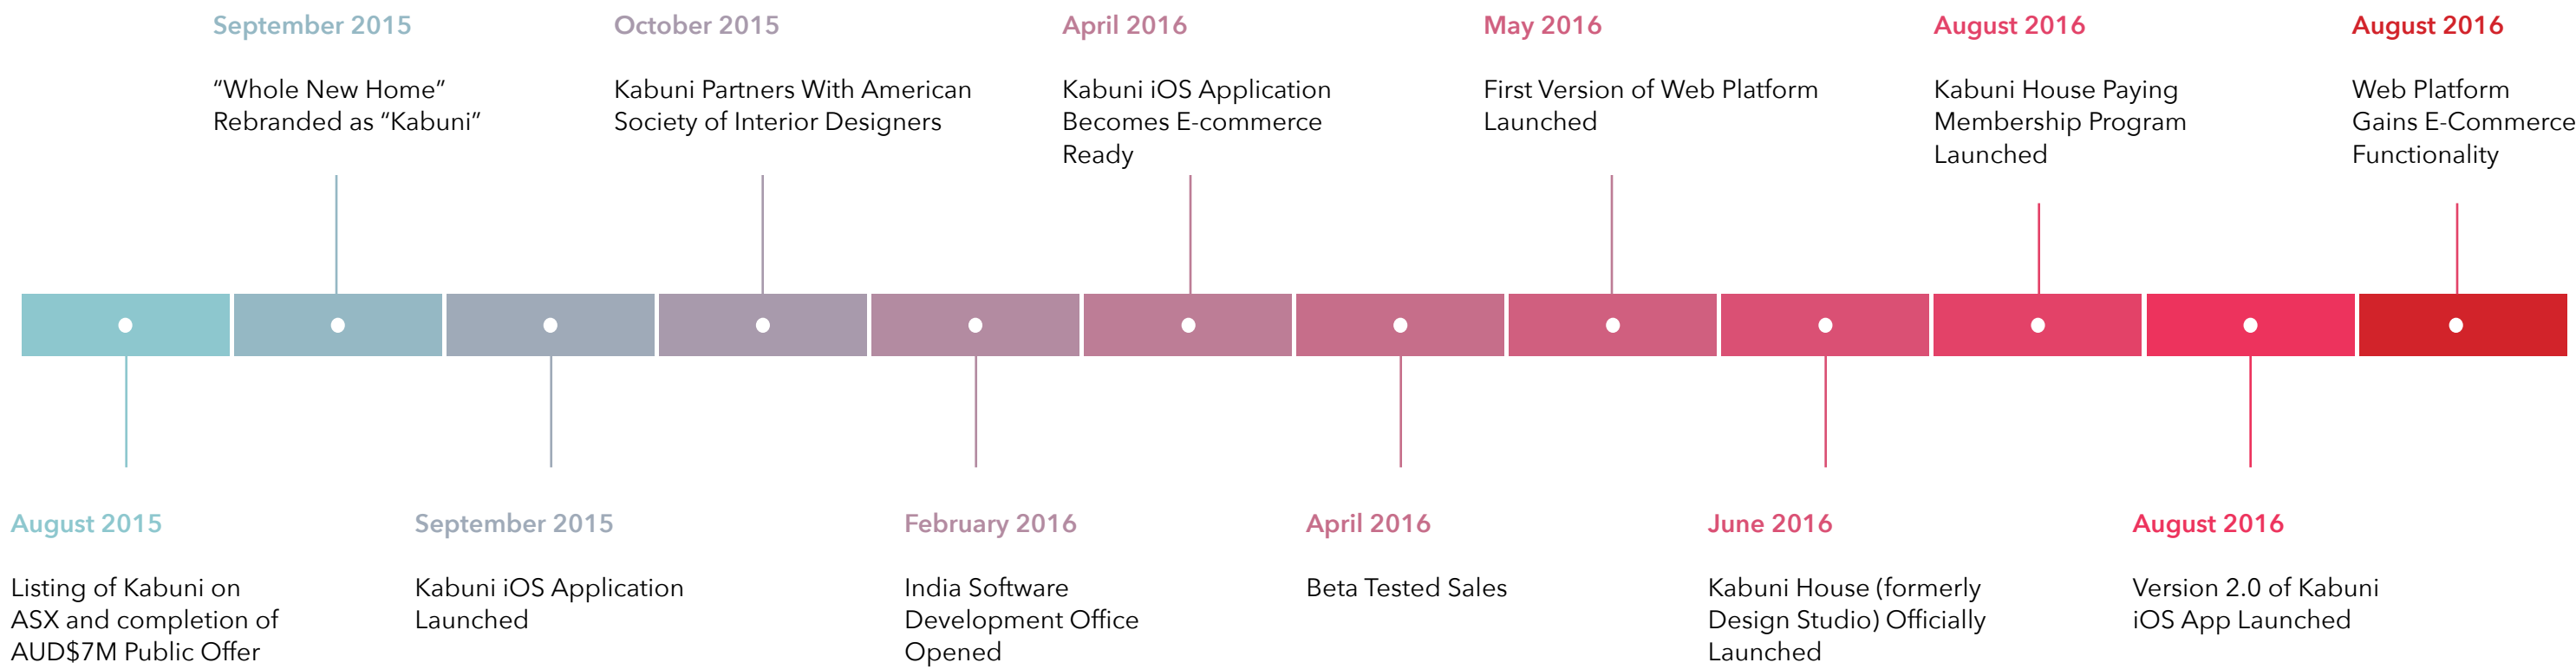 September 2015
“Whole New Home”
Rebranded as “Kabuni”
October 2015
Kabuni Partners With American
Society of Interior Designers
April 2016
Kabuni iOS Application
Becomes E-commerce
Ready
May 2016
First Version of Web Platform
Launched
August 2016
Kabuni House Paying
Membership Program
Launched
August 2016
Web Platform
Gains E-Commerce
Functionality
August 2015
Listing of Kabuni on
ASX and completion of
AUD$7M Public Offer
September 2015
Kabuni iOS Application
Launched
February 2016
India Software
Development Office
Opened
April 2016
Beta Tested Sales
June 2016
Kabuni House (formerly
Design Studio) Officially
Launched
August 2016
Version 2.0 of Kabuni
iOS App Launched